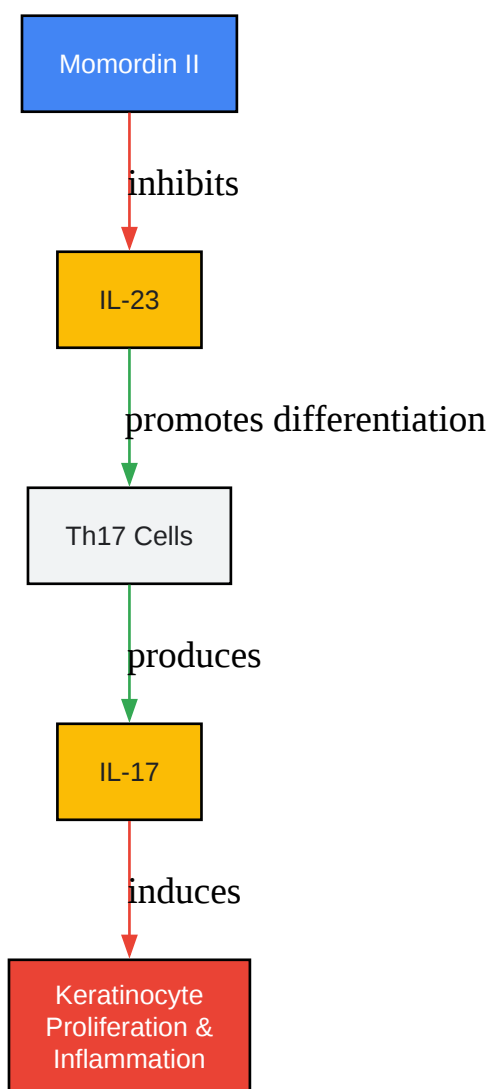 Momordin II
inhibits
IL-23
promotes differentiation
Th17 Cells
produces
IL-17
induces
Keratinocyte
Proliferation &
Inflammation